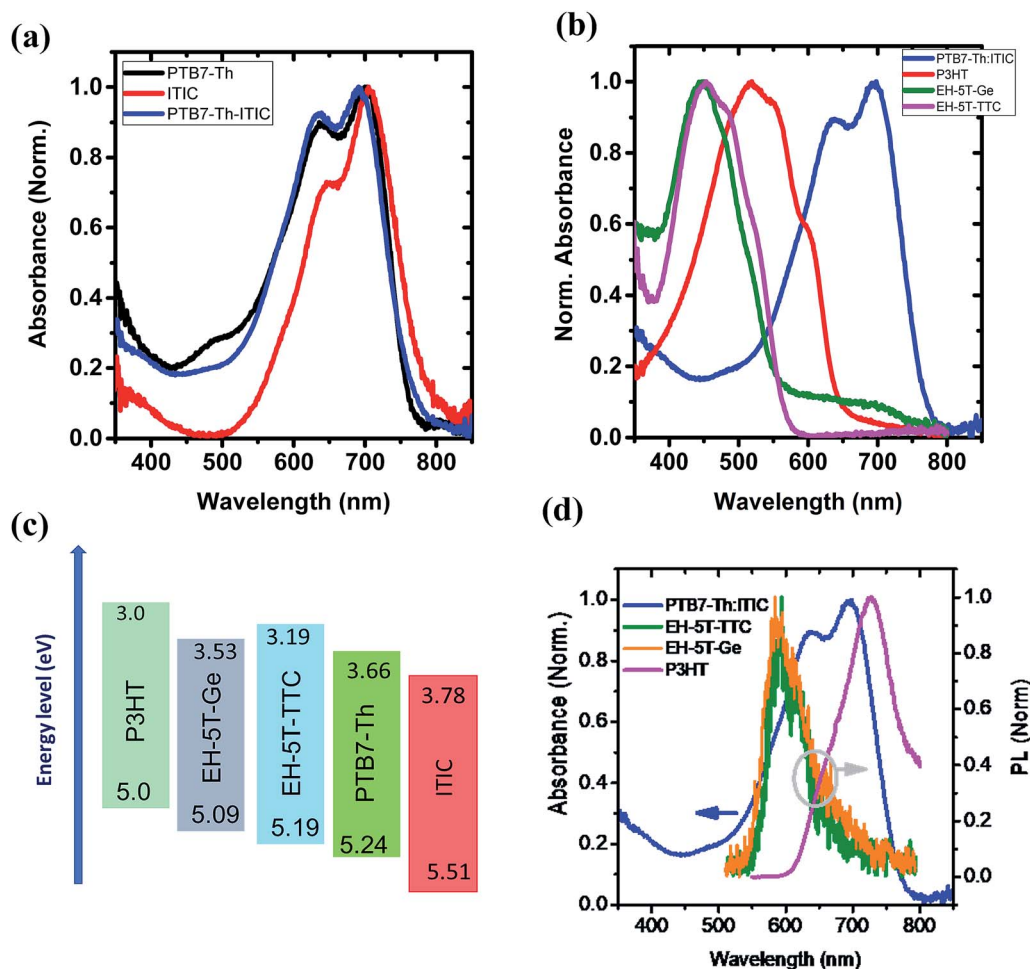 (a)
PTB7-Th
ITIC
PTB7-Th-ITIC
Absorbance (Norm.)
1.0
0.8
0.6
0.4
0.2
0.0
400 500 600 700 800
Wavelength (nm)
(b)
PTB7-Th:ITIC
P3HT
EH-5T-Ge
EH-5T-TTC
Norm. Absorbance
1.0
0.8
0.6
0.4
0.2
0.0
400 500 600 700 800
Wavelength (nm)
(c)
Energy level (eV)
3.0
P3HT
5.0
3.53
EH-5T-Ge
5.09
3.19
EH-5T-TTC
5.19
3.66
PTB7-Th
5.24
3.78
ITIC
5.51
(d)
PTB7-Th:ITIC
EH-5T-TTC
EH-5T-Ge
P3HT
Absorbance (Norm.)
1.0
0.8
0.6
0.4
0.2
0.0
1.0
0.8
0.6
0.4
0.2
0.0
PL (Norm)
400 500 600 700 800
Wavelength (nm)